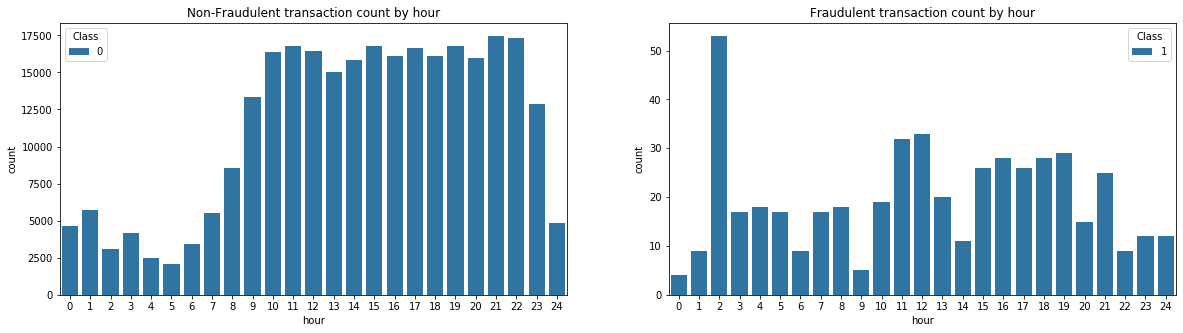 Non-Fraudulent transaction count by hour
Class
0
17500
15000
12500
10000
7500
5000
2500
0
count
0 1 2 3 4 5 6 7 8 9 10 11 12 13 14 15 16 17 18 19 20 21 22 23 24
hour
Fraudulent transaction count by hour
Class
1
50
40
30
20
10
0
count
0 1 2 3 4 5 6 7 8 9 10 11 12 13 14 15 16 17 18 19 20 21 22 23 24
hour